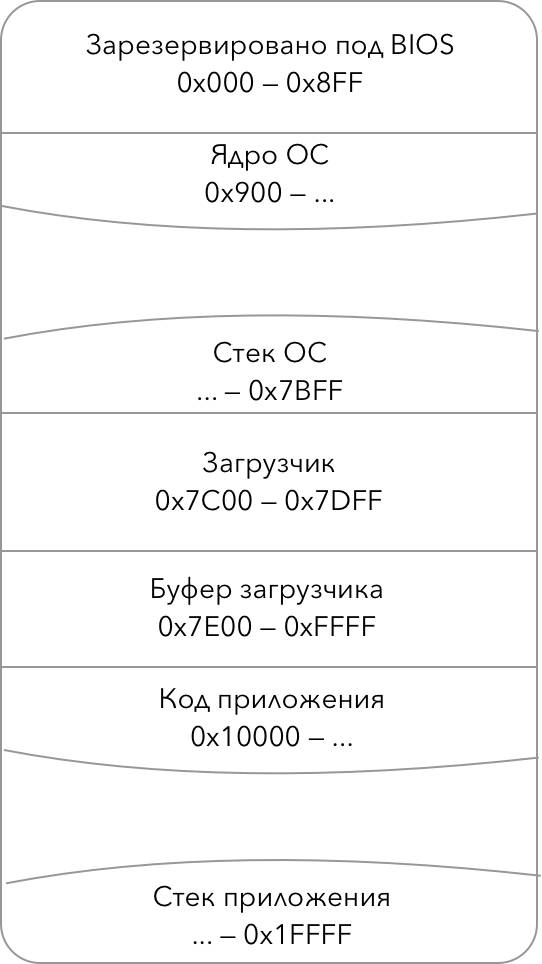 Зарезервировано под BIOS
0x000 – 0x8FF
Ядро ОС
0x900 – ...
Стек ОС
... – 0x7BFF
Загрузчик
0x7C00 – 0x7DFF
Буфер загрузчика
0x7E00 – 0xFFFF
Код приложения
0x10000 – ...
Стек приложения
... – 0x1FFFF